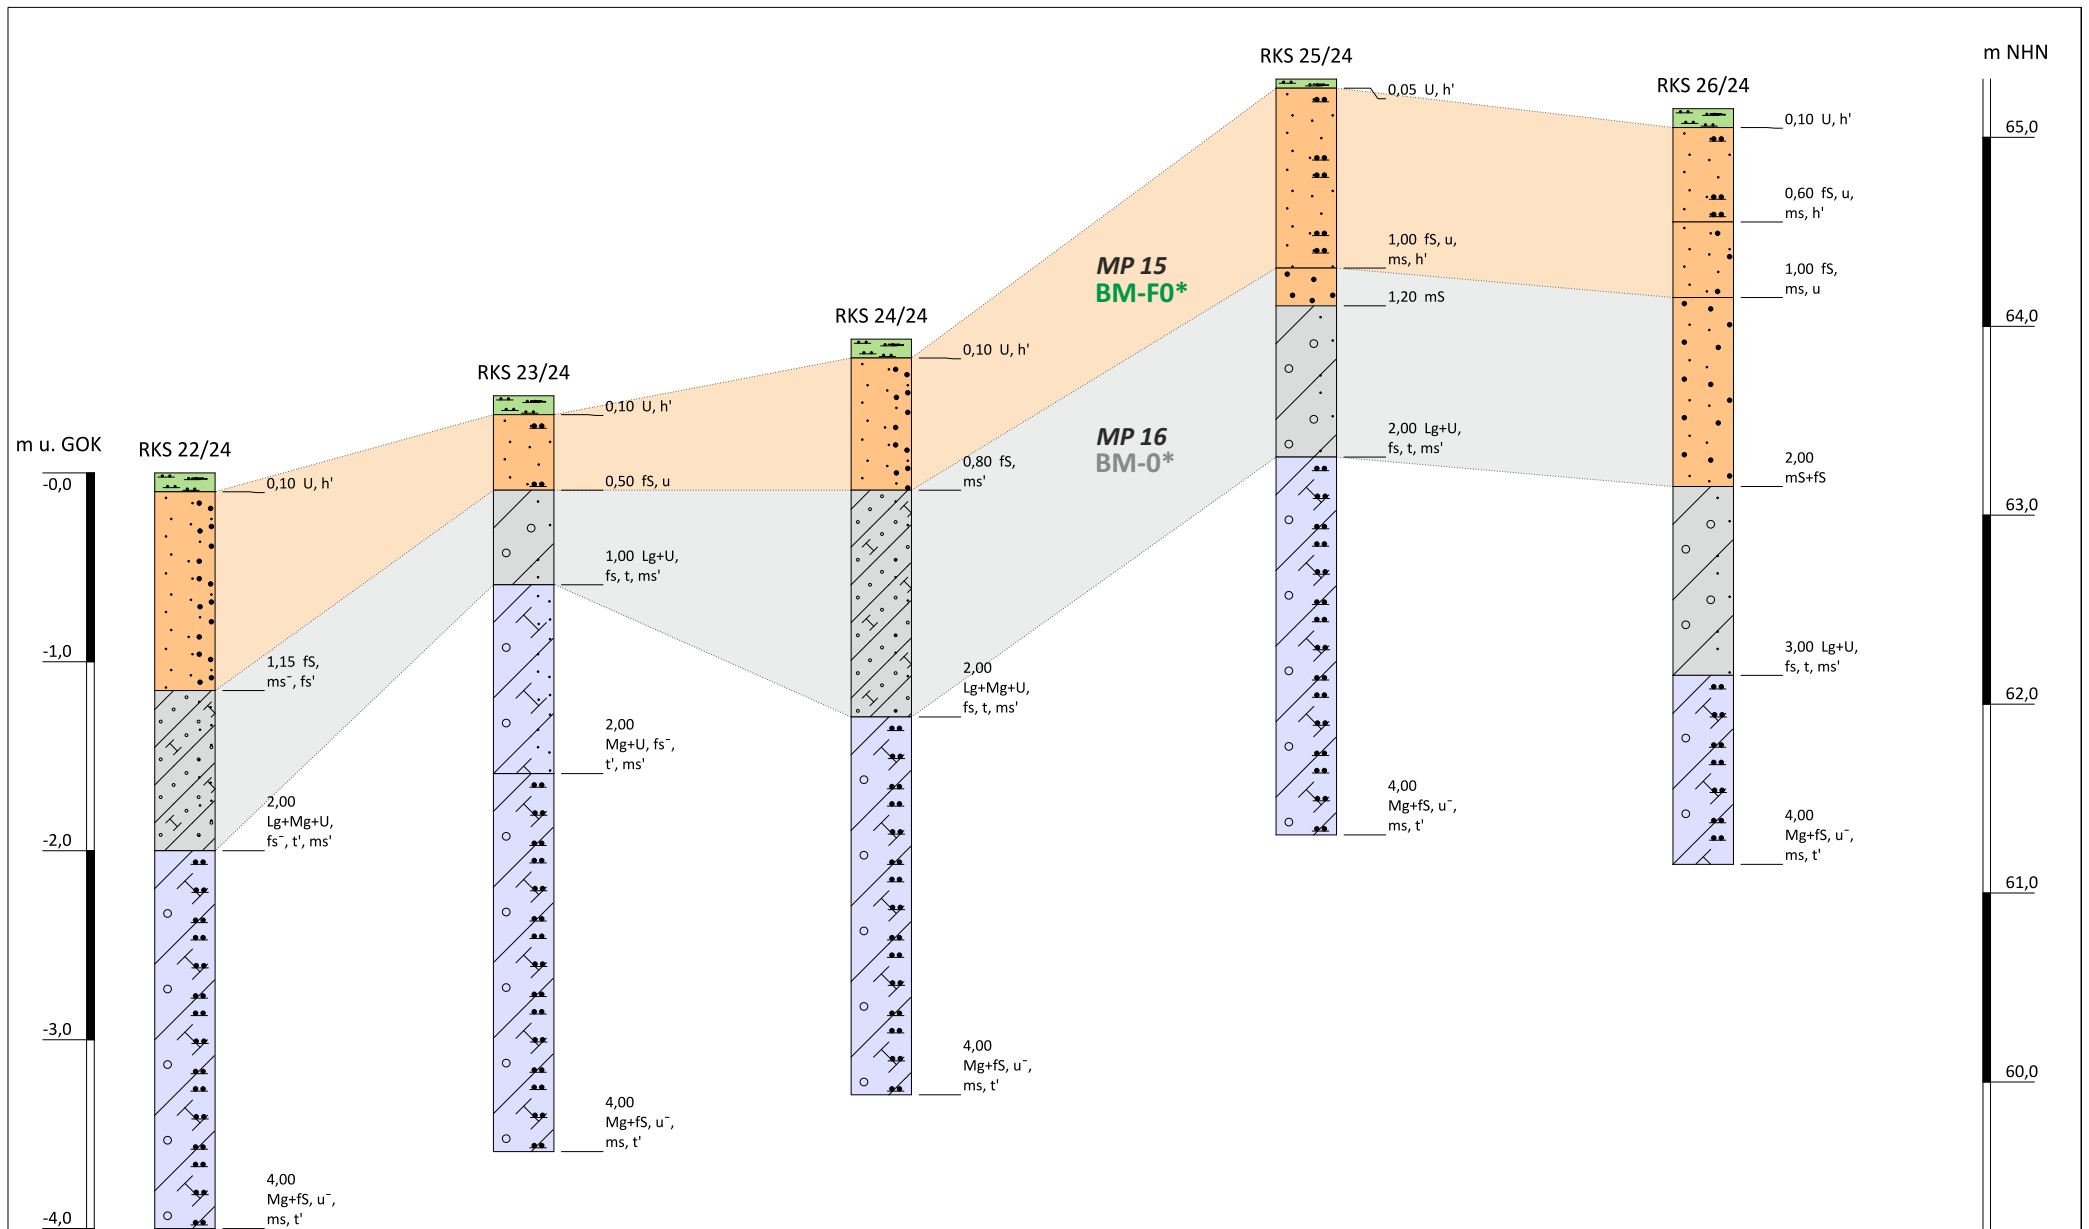 m u. GOK
-0,0
-1,0
-2,0
-3,0
-4,0
RKS 22/24
0,10 U, h'
1,15 fS,
ms¯, fs'
2,00
Lg+Mg+U,
fs¯, t', ms'
4,00
Mg+fS, u¯,
ms, t'
RKS 23/24
0,10 U, h'
0,50 fS, u
1,00 Lg+U,
fs, t, ms'
2,00
Mg+U, fs¯,
t', ms'
4,00
Mg+fS, u¯,
ms, t'
RKS 24/24
0,10 U, h'
0,80 fS,
ms'
2,00
Lg+Mg+U,
fs, t, ms'
4,00
Mg+fS, u¯,
ms, t'
MP 15
BM-F0*
MP 16
BM-0*
RKS 25/24
0,05 U, h'
1,00 fS, u,
ms, h'
1,20 mS
2,00 Lg+U,
fs, t, ms'
4,00
Mg+fS, u¯,
ms, t'
RKS 26/24
0,10 U, h'
0,60 fS, u,
ms, h'
1,00 fS,
ms, u
2,00
mS+fS
3,00 Lg+U,
fs, t, ms'
4,00
Mg+fS, u¯,
ms, t'
m NHN
65,0
64,0
63,0
62,0
61,0
60,0